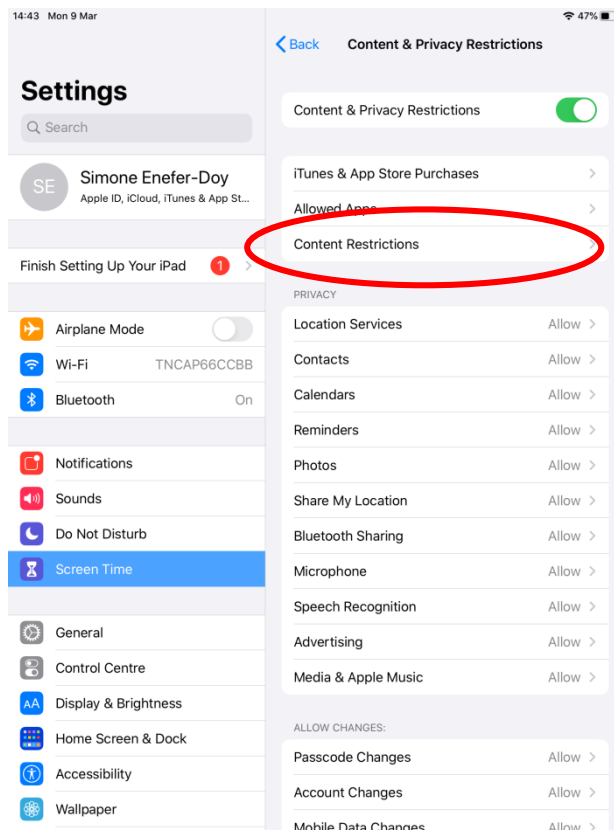 14:43 Mon 9 Mar
47%
Settings
Search
SE
Simone Enefer-Doy
Apple ID, iCloud, iTunes & App St...
Finish Setting Up Your iPad 1
Airplane Mode
Wi-Fi TNCAP66CCBB
Bluetooth On
Notifications
Sounds
Do Not Disturb
Screen Time
General
Control Centre
AA Display & Brightness
Home Screen & Dock
Accessibility
Wallpaper
Back Content & Privacy Restrictions
Content & Privacy Restrictions
iTunes & App Store Purchases
Allowed Apps
Content Restrictions
PRIVACY
Location Services Allow
Contacts Allow
Calendars Allow
Reminders Allow
Photos Allow
Share My Location Allow
Bluetooth Sharing Allow
Microphone Allow
Speech Recognition Allow
Advertising Allow
Media & Apple Music Allow
ALLOW CHANGES:
Passcode Changes Allow
Account Changes Allow
Mobile Data Changes Allow